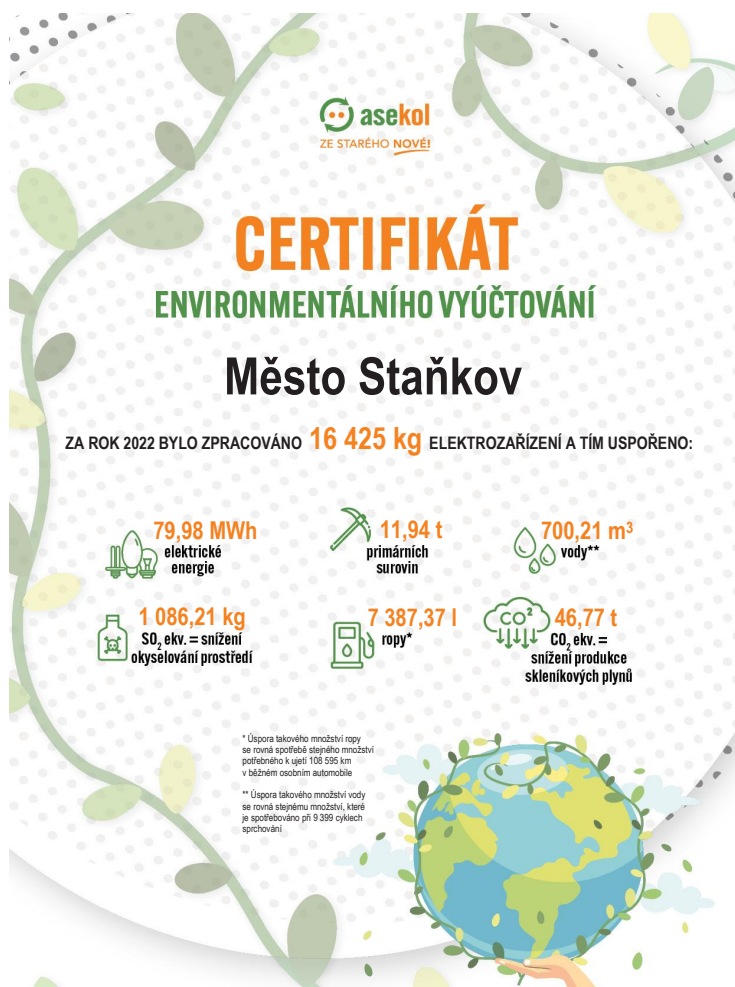 asekol
ZE STARÉHO NOVÉ!
CERTIFIKÁT
ENVIRONMENTÁLNÍHO VYÚČTOVÁNÍ
Město Staňkov
ZA ROK 2022 BYLO ZPRACOVÁNO 16 425 kg ELEKTROZAŘÍZENÍ A TÍM USPOŘENO:
79,98 MWh
elektrické
energie
11,94 t
primárních
surovin
700,21 m³
vody**
1 086,21 kg
SO₂ ekv. = snížení
okyselování prostředí
7 387,37 l
ropy*
CO²
46,77 t
CO₂ ekv. =
snížení produkce
skleníkových plynů
* Úspora takového množství ropy
se rovná spotřebě stejného množství
potřebného k ujetí 108 595 km
v běžném osobním automobile
** Úspora takového množství vody
se rovná stejnému množství, které
je spotřebováno při 9 399 cyklech
sprchování